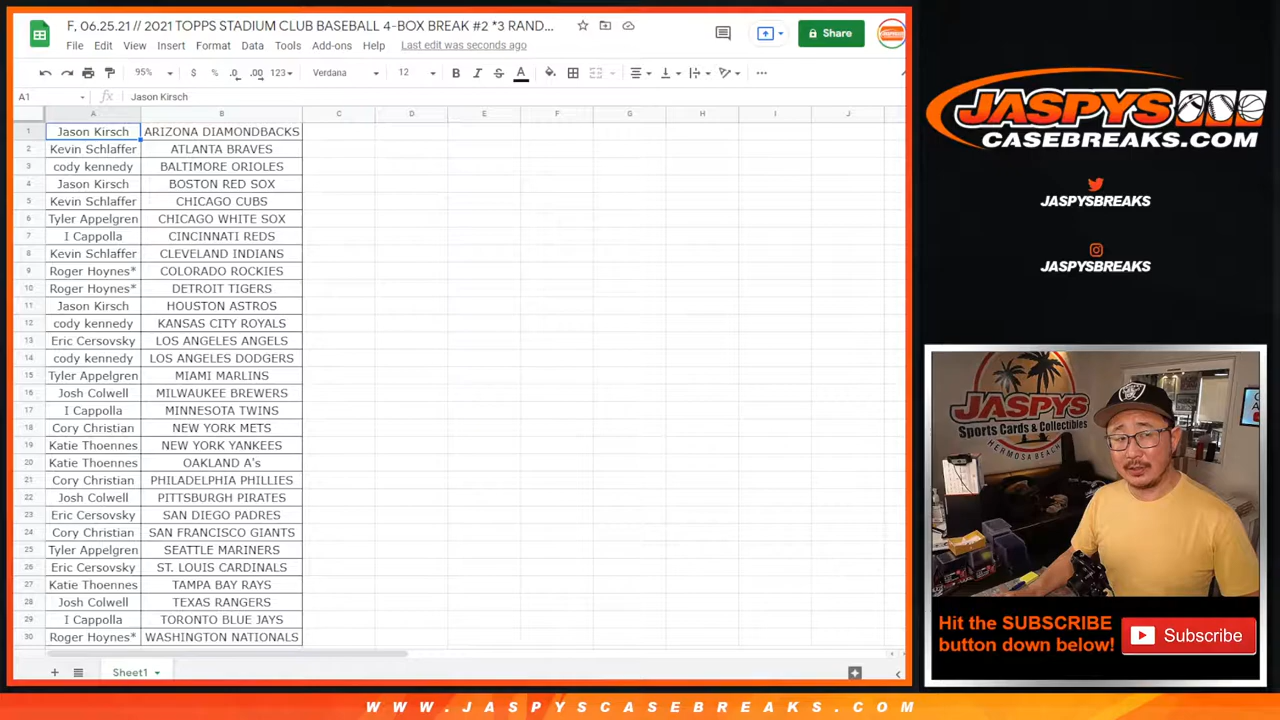 F, 06.25.21 // 2021 TOPPS STADIUM CLUB BASEBALL 4-BOX BREAK #2 *3 RAND...
File Edit View Insert Format Data Tools Add-ons Help Last edit was seconds ago
Share
95% $ % .0 .00 123 Verdana 12 B I S A
A1 fx Jason Kirsch
A B C D E F G H I J
1 Jason Kirsch ARIZONA DIAMONDBACKS
2 Kevin Schlaffer ATLANTA BRAVES
3 cody kennedy BALTIMORE ORIOLES
4 Jason Kirsch BOSTON RED SOX
5 Kevin Schlaffer CHICAGO CUBS
6 Tyler Appelgren CHICAGO WHITE SOX
7 I Cappolla CINCINNATI REDS
8 Kevin Schlaffer CLEVELAND INDIANS
9 Roger Hoynes* COLORADO ROCKIES
10 Roger Hoynes* DETROIT TIGERS
11 Jason Kirsch HOUSTON ASTROS
12 cody kennedy KANSAS CITY ROYALS
13 Eric Cersovsky LOS ANGELES ANGELS
14 cody kennedy LOS ANGELES DODGERS
15 Tyler Appelgren MIAMI MARLINS
16 Josh Colwell MILWAUKEE BREWERS
17 I Cappolla MINNESOTA TWINS
18 Cory Christian NEW YORK METS
19 Katie Thoennes NEW YORK YANKEES
20 Katie Thoennes OAKLAND A's
21 Cory Christian PHILADELPHIA PHILLIES
22 Josh Colwell PITTSBURGH PIRATES
23 Eric Cersovsky SAN DIEGO PADRES
24 Cory Christian SAN FRANCISCO GIANTS
25 Tyler Appelgren SEATTLE MARINERS
26 Eric Cersovsky ST. LOUIS CARDINALS
27 Katie Thoennes TAMPA BAY RAYS
28 Josh Colwell TEXAS RANGERS
29 I Cappolla TORONTO BLUE JAYS
30 Roger Hoynes* WASHINGTON NATIONALS
Sheet1
JASPYS
CASEBREAKS.COM
JASPYSBREAKS
JASPYSBREAKS
JASPYS
Sports Cards & Collectibles
HERMOSA BEACH
Hit the SUBSCRIBE
button down below!
Subscribe
WWW.JASPYSCASEBREAKS.COM